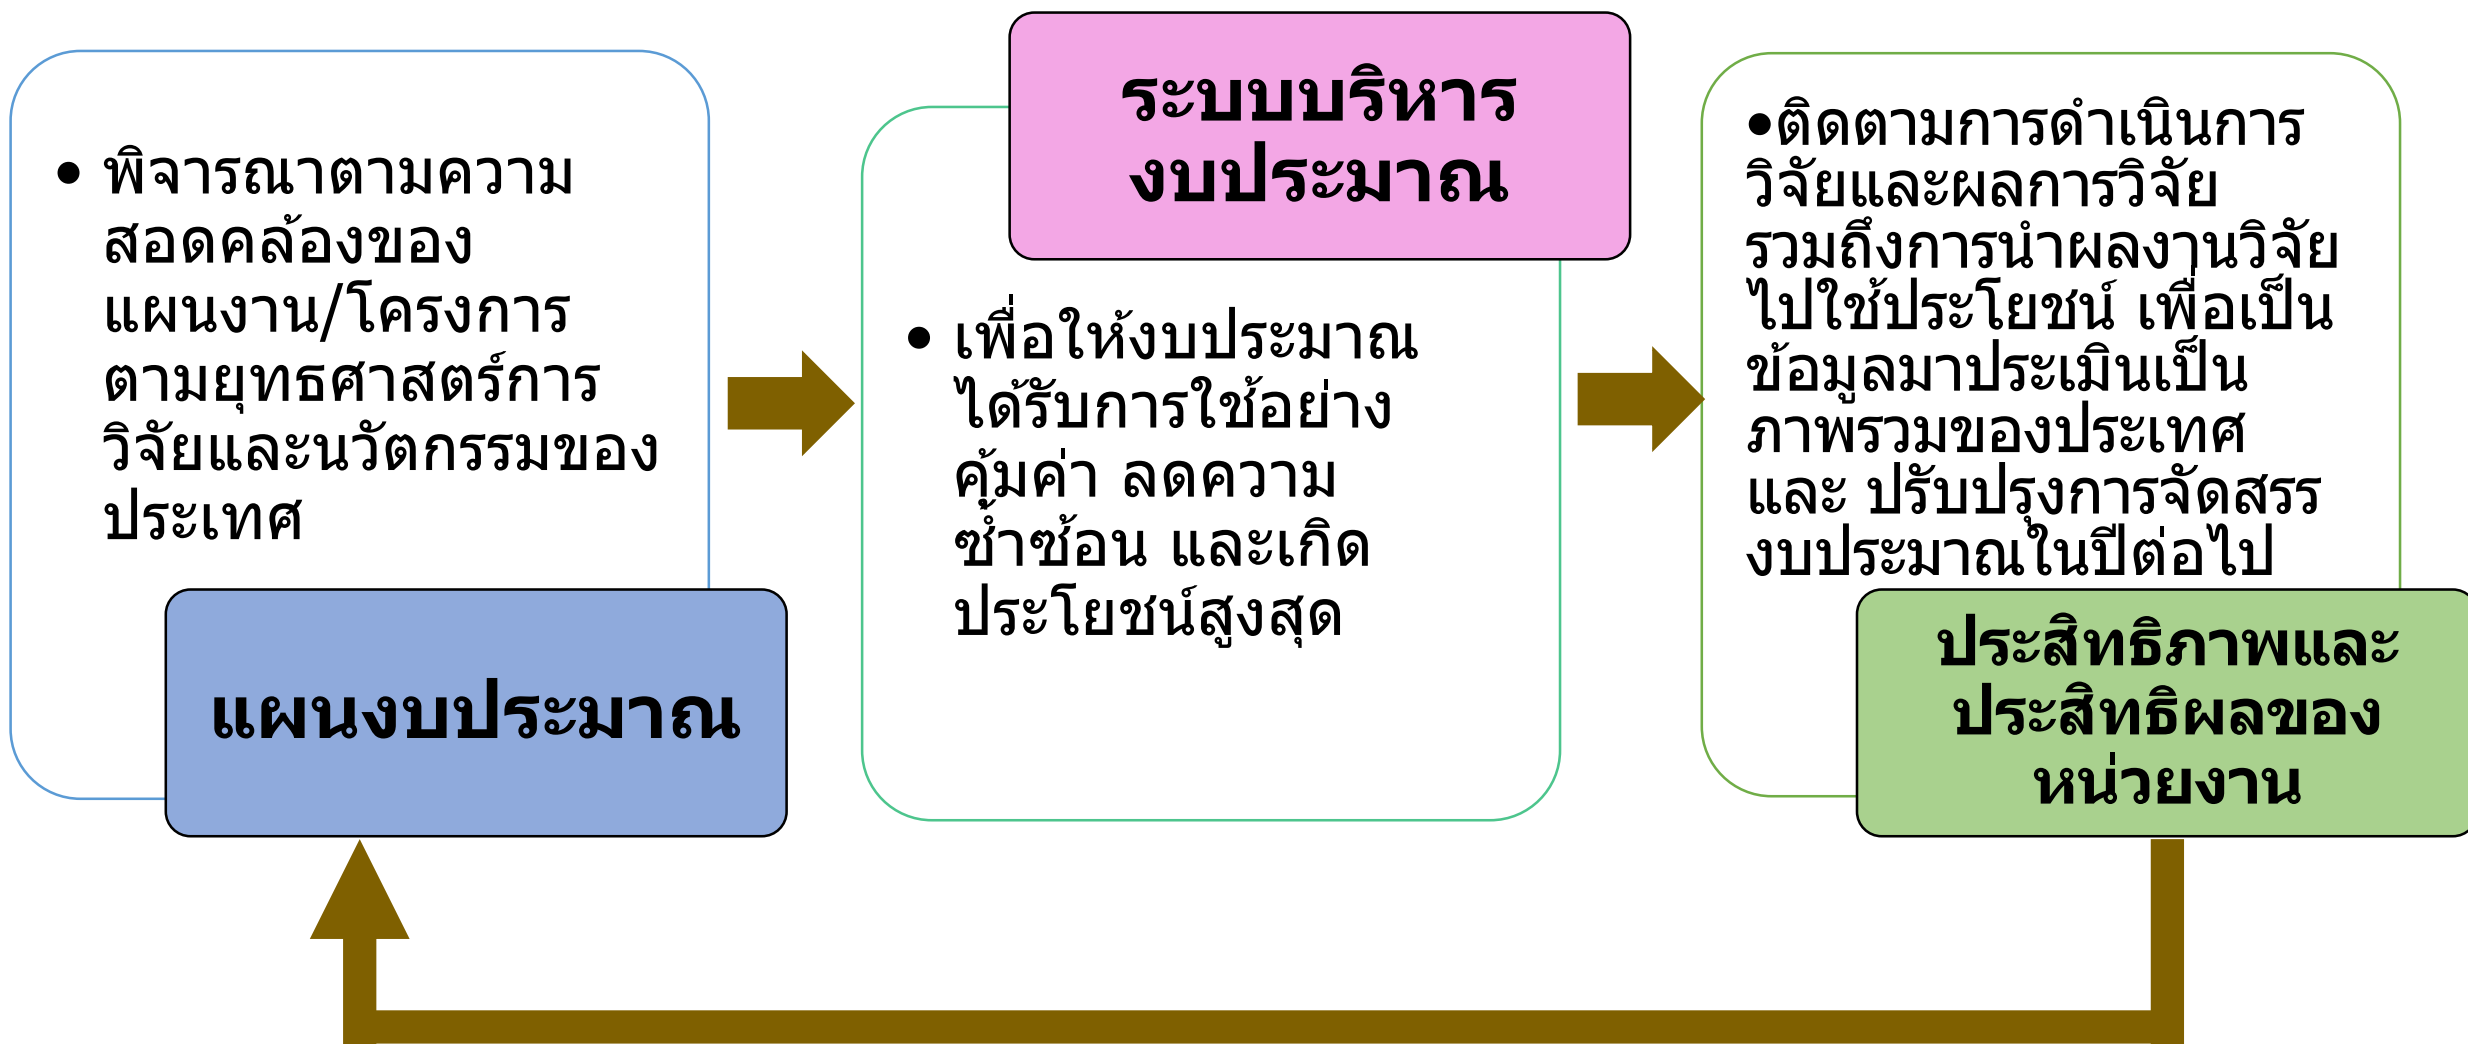 • พิจารณาตามความ
สอดคล้องของ
แผนงาน/โครงการ
ตามยุทธศาสตร์การ
วิจัยและนวัตกรรมของ
ประเทศ
แผนงบประมาณ
ระบบบริหาร
งบประมาณ
• เพื่อให้งบประมาณ
ได้รับการใช้อย่าง
คุ้มค่า ลดความ
ซ้ำซ้อน และเกิด
ประโยชน์สูงสุด
•ติดตามการดำเนินการ
วิจัยและผลการวิจัย
รวมถึงการนำผลงานวิจัย
ไปใช้ประโยชน์ เพื่อเป็น
ข้อมูลมาประเมินเป็น
ภาพรวมของประเทศ
และ ปรับปรุงการจัดสรร
งบประมาณในปีต่อไป
ประสิทธิภาพและ
ประสิทธิผลของ
หน่วยงาน